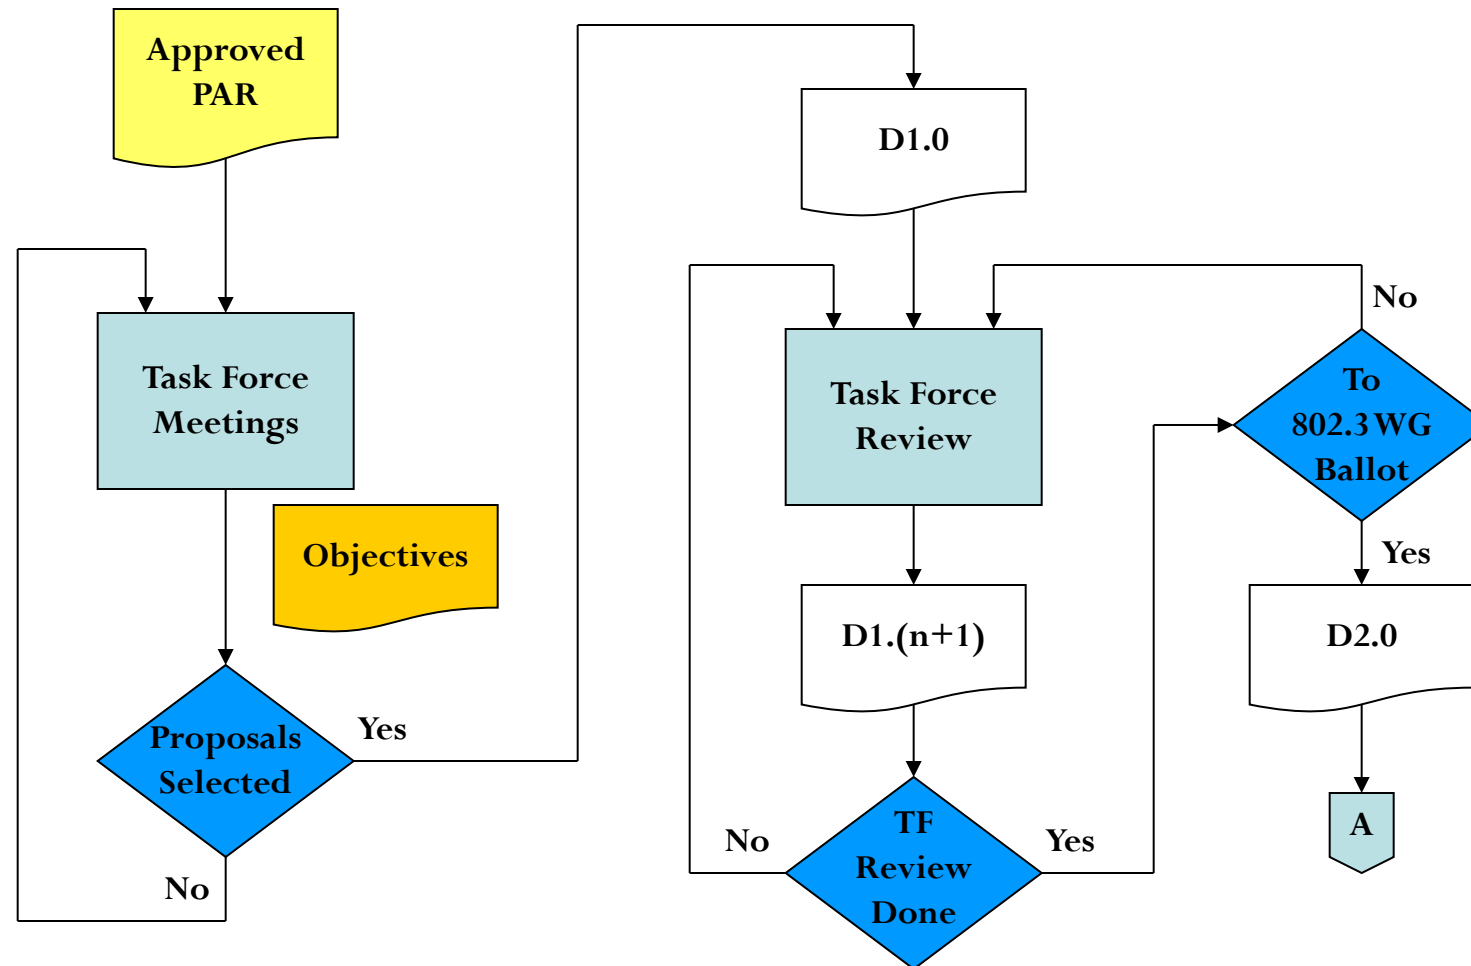 Approved
PAR
Task Force
Meetings
Objectives
Proposals
Selected
Yes
No
D1.0
Task Force
Review
D1.(n+1)
TF
Review
Done
No
Yes
To
802.3 WG
Ballot
No
Yes
D2.0
A